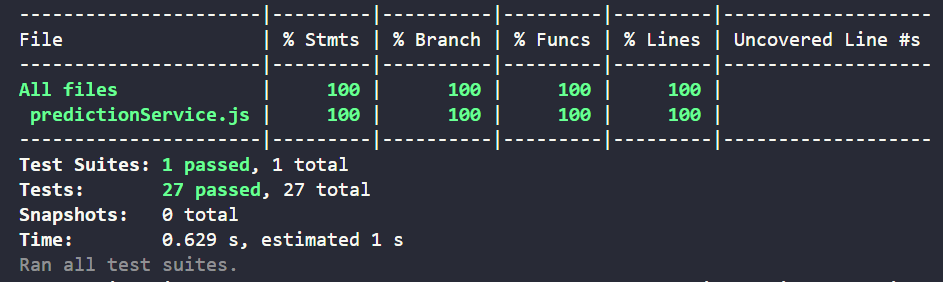 ----------------------|---------|----------|---------|---------|-------------------
File                  | % Stmts | % Branch | % Funcs | % Lines | Uncovered Line #s
----------------------|---------|----------|---------|---------|-------------------
All files             |     100 |      100 |     100 |     100 |
 predictionService.js |     100 |      100 |     100 |     100 |
----------------------|---------|----------|---------|---------|-------------------
Test Suites: 1 passed, 1 total
Tests:       27 passed, 27 total
Snapshots:   0 total
Time:        0.629 s, estimated 1 s
Ran all test suites.